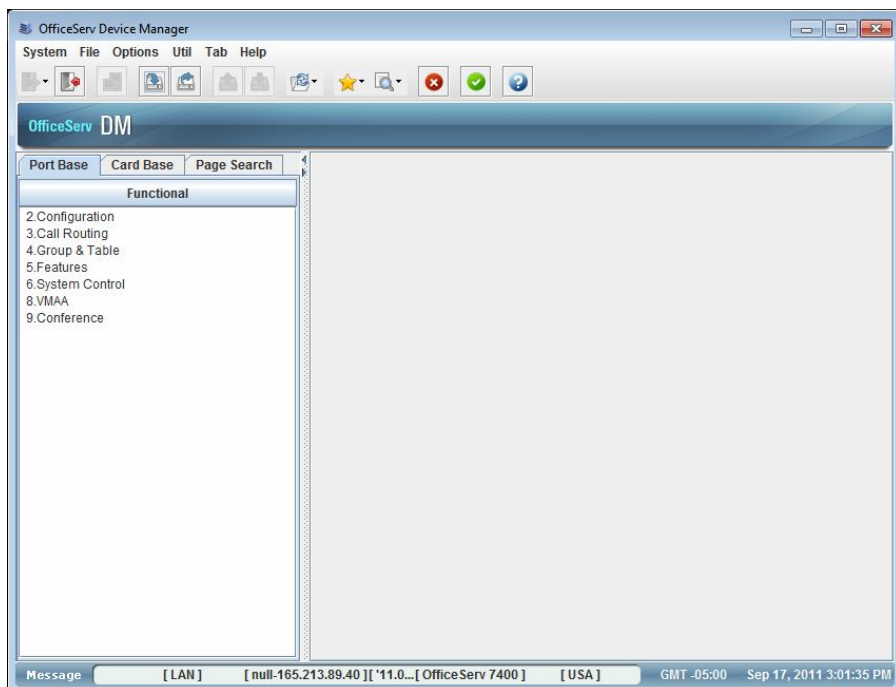 OfficeServ Device Manager
System File Options Util Tab Help
OfficeServ DM
Port Base Card Base Page Search
Functional
2.Configuration
3.Call Routing
4.Group & Table
5.Features
6.System Control
8.VMAA
9.Conference
Message [ LAN ] [ null-165.213.89.40 ][ '11.0...[ OfficeServ 7400 ] [ USA ] GMT -05:00 Sep 17, 2011 3:01:35 PM